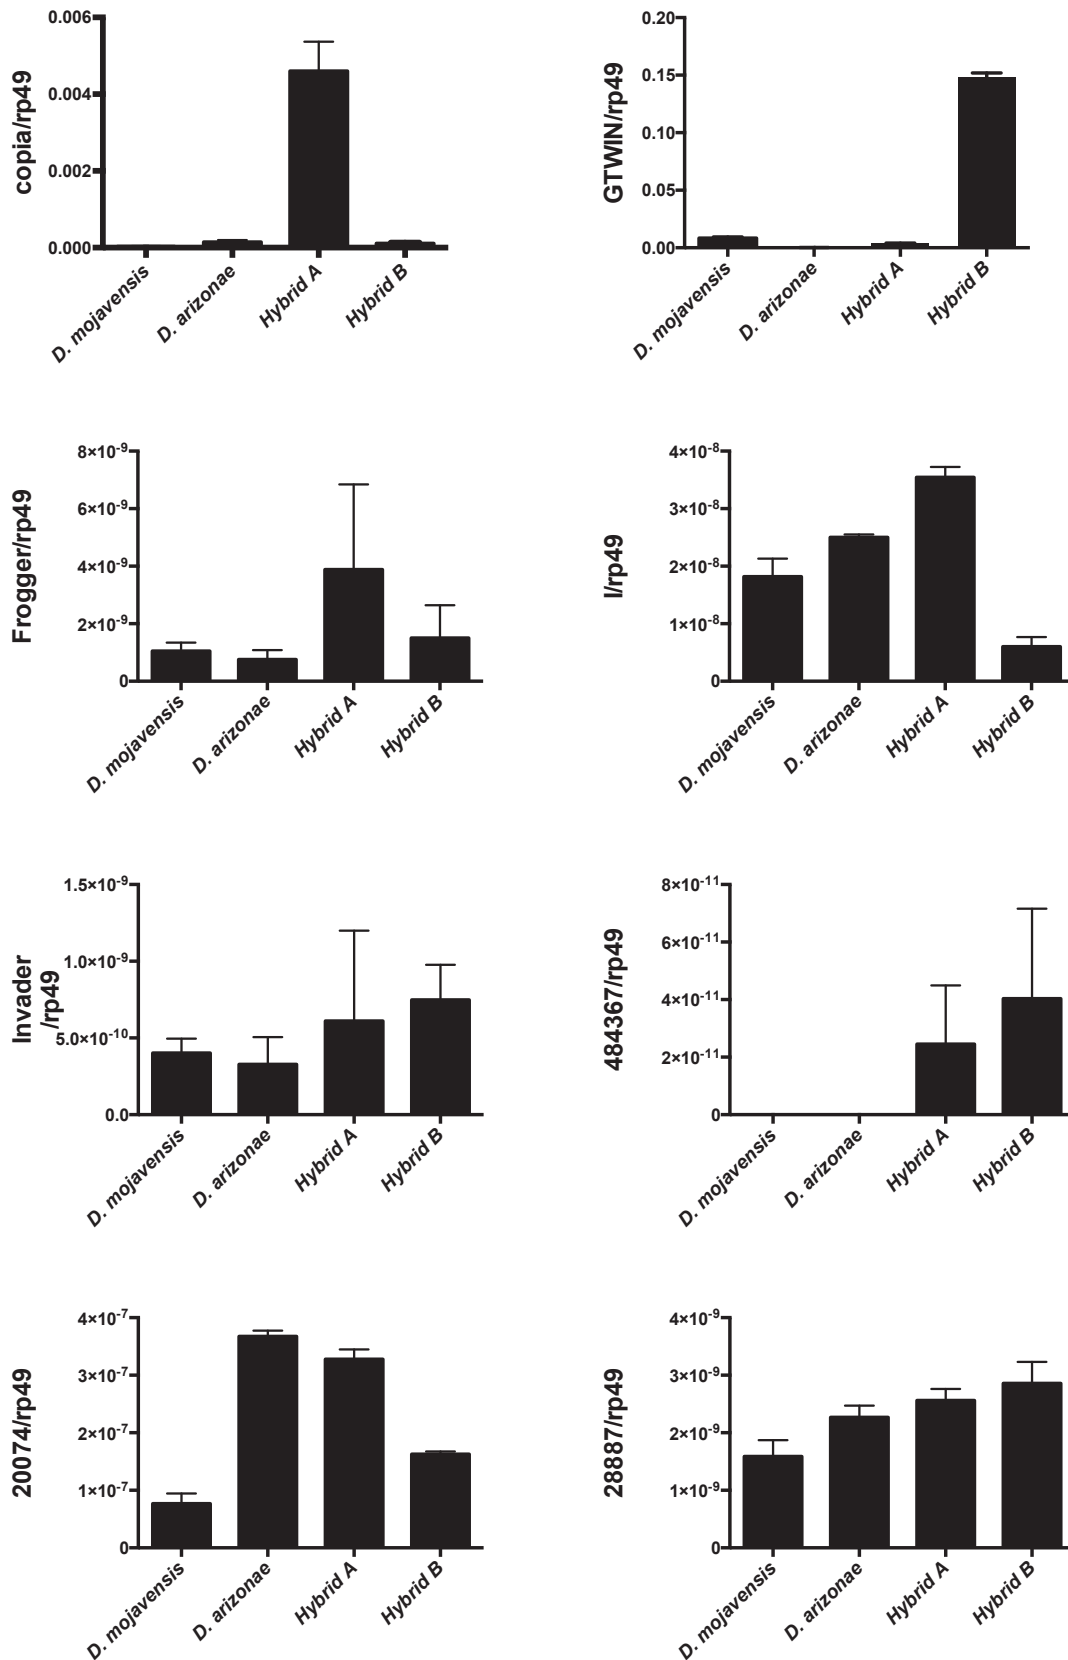 copia/rp49
0.006
0.004
0.002
0.000
D. mojavensis
D. arizonae
Hybrid A
Hybrid B
GTWIN/rp49
0.20
0.15
0.10
0.05
0.00
D. mojavensis
D. arizonae
Hybrid A
Hybrid B
Frogger/rp49
8×10⁻⁹
6×10⁻⁹
4×10⁻⁹
2×10⁻⁹
0
D. mojavensis
D. arizonae
Hybrid A
Hybrid B
I/rp49
4×10⁻⁸
3×10⁻⁸
2×10⁻⁸
1×10⁻⁸
0
D. mojavensis
D. arizonae
Hybrid A
Hybrid B
Invader
/rp49
1.5×10⁻⁹
1.0×10⁻⁹
5.0×10⁻¹⁰
0.0
D. mojavensis
D. arizonae
Hybrid A
Hybrid B
484367/rp49
8×10⁻¹¹
6×10⁻¹¹
4×10⁻¹¹
2×10⁻¹¹
0
D. mojavensis
D. arizonae
Hybrid A
Hybrid B
20074/rp49
4×10⁻⁷
3×10⁻⁷
2×10⁻⁷
1×10⁻⁷
0
D. mojavensis
D. arizonae
Hybrid A
Hybrid B
28887/rp49
4×10⁻⁹
3×10⁻⁹
2×10⁻⁹
1×10⁻⁹
0
D. mojavensis
D. arizonae
Hybrid A
Hybrid B